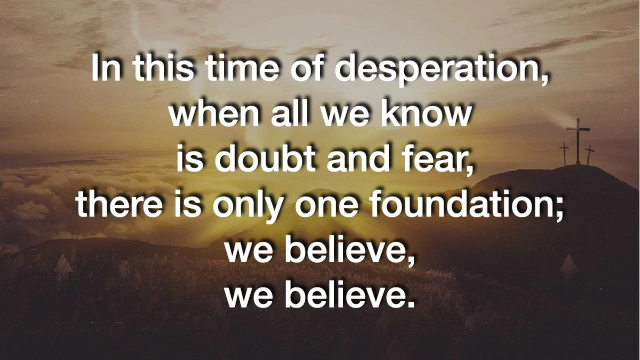 In this time of desperation,
when all we know
is doubt and fear,
there is only one foundation;
we believe,
we believe.